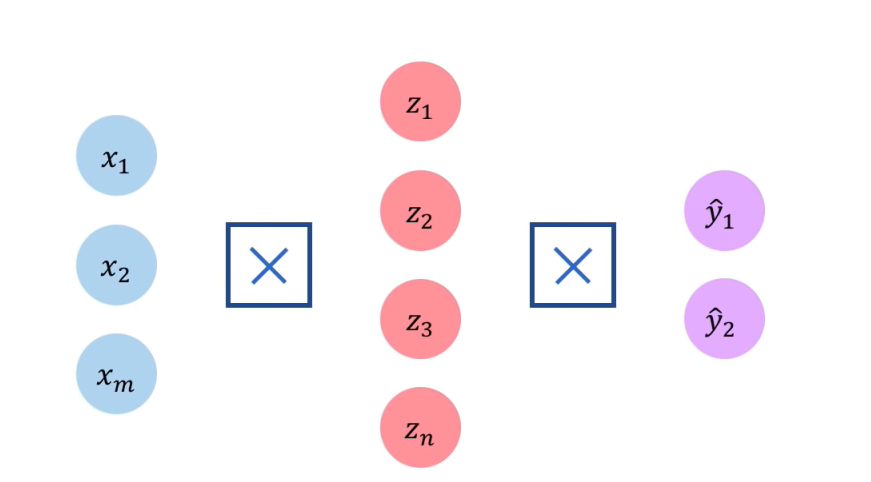 x₁
x₂
xₘ
×
z₁
z₂
z₃
zₙ
×
ŷ₁
ŷ₂